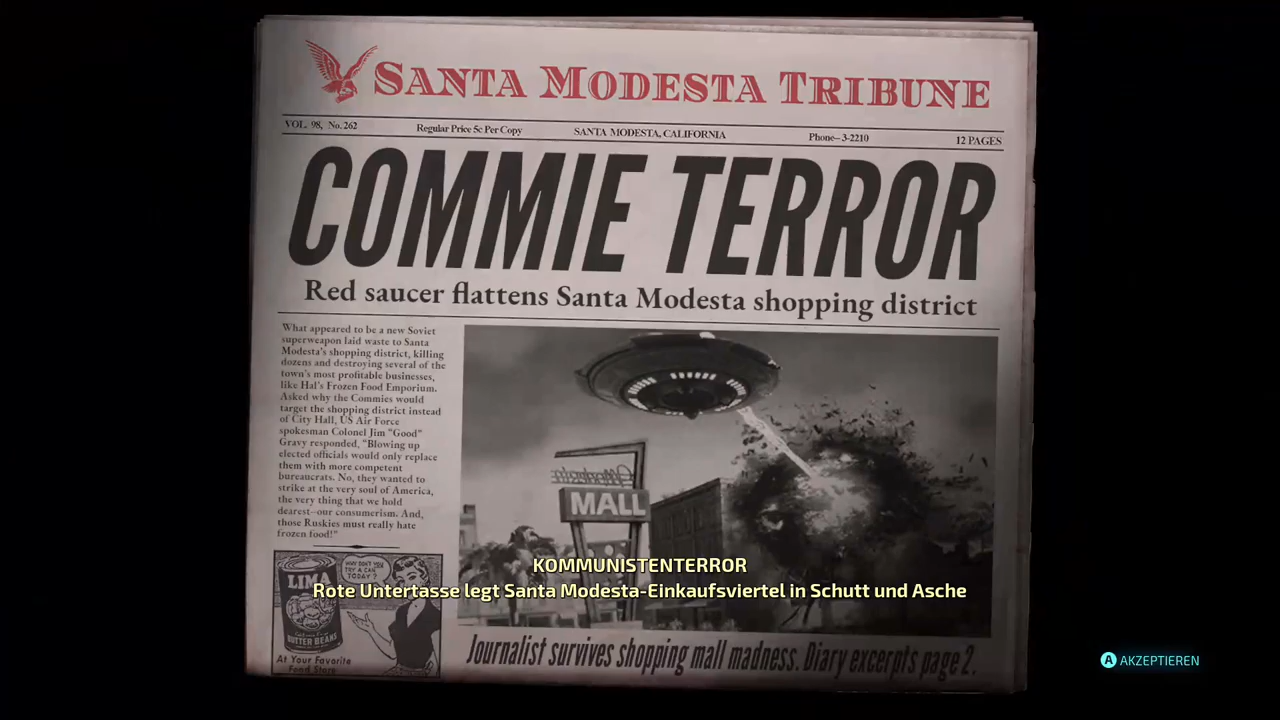 SANTA MODESTA TRIBUNE
VOL. 98, No. 262 Regular Price 5c Per Copy SANTA MODESTA, CALIFORNIA Phone–3-2210 12 PAGES
COMMIE TERROR
Red saucer flattens Santa Modesta shopping district
What appeared to be a new Soviet
superweapon laid waste to Santa
Modesta's shopping district, killing
dozens and destroying several of the
town's most profitable businesses,
like Hal's Frozen Food Emporium.
Asked why the Commies would
target the shopping district instead
of City Hall, US Air Force
spokesman Colonel Jim "Good"
Gravy responded, "Blowing up
elected officials would only replace
them with more competent
bureaucrats. No, they wanted to
strike at the very soul of America,
the very thing that we hold
dearest–our consumerism. And,
those Ruskies must really hate
frozen food!"
MALL
WHY DON'T YOU
TRY A CAN
TODAY?
LIMA
BUTTER BEANS
At Your Favorite
Food Store
KOMMUNISTENTERROR
Rote Untertasse legt Santa Modesta-Einkaufsviertel in Schutt und Asche
Journalist survives shopping mall madness. Diary excerpts page 2.
A AKZEPTIEREN